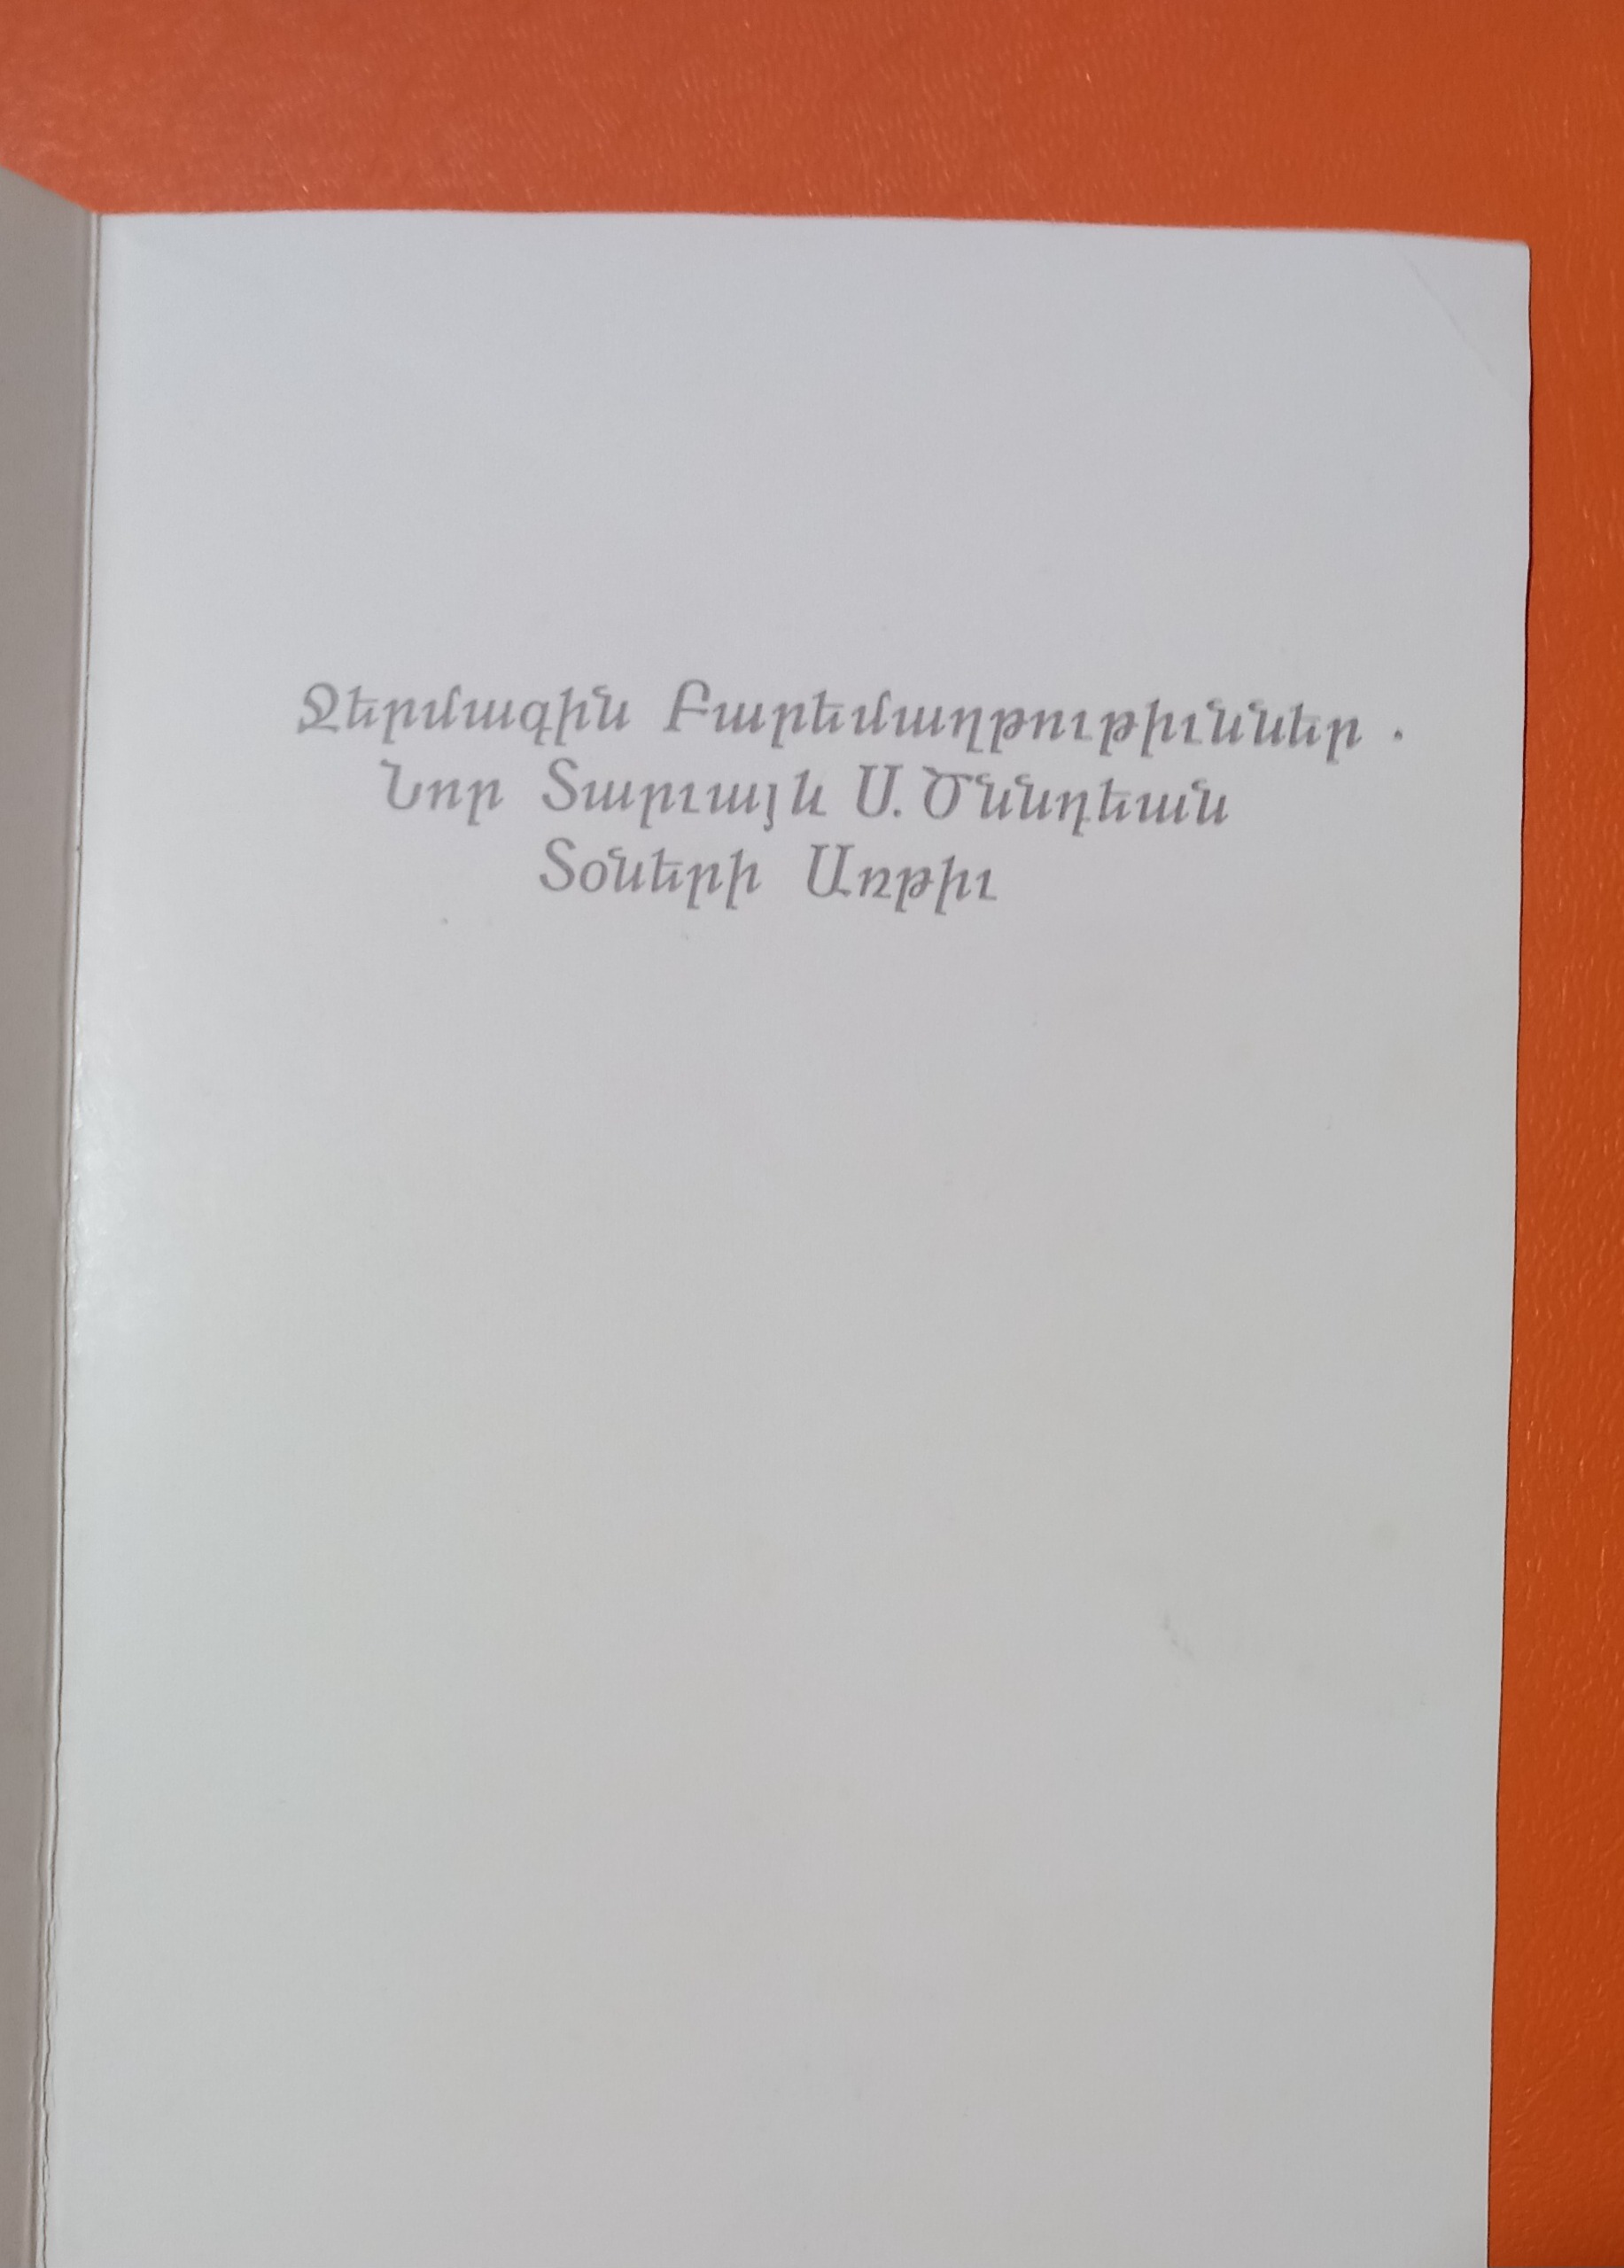 Ջերմագին Բարեմաղթութիւններ .
Նոր Տարւայ և Ս. Ծննդեան
Տօների Առթիւ